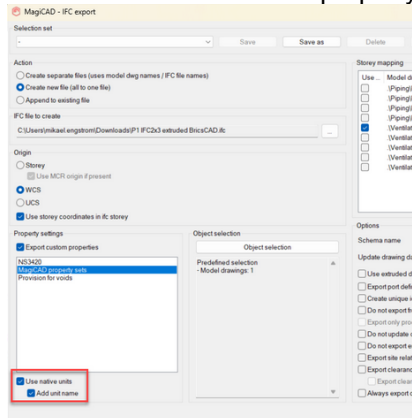 property
MagiCAD - IFC export
Selection set
-
Save
Save as
Delete
Action
Create separate files (uses model dwg names / IFC file names)
Create new file (all to one file)
Append to existing file
IFC file to create
C:\Users\mikael.engstrom\Downloads\P1 IFC2x3 extruded BricsCAD.ifc
...
Origin
Storey
Use MCR origin if present
WCS
UCS
Use storey coordinates in ifc storey
Property settings
Export custom properties
NS3420
MagiCAD property sets
Provision for voids
Use native units
Add unit name
Object selection
Object selection
Predefined selection
- Model drawings: 1
Storey mapping
Use ...
Model d
.\Piping\
.\Piping\
.\Piping\
.\Piping\
.\Ventilat
.\Ventilat
.\Ventilat
.\Ventilat
Options
Schema name
Update drawing d
Use extruded d
Export port defi
Create unique i
Do not export fr
Export only pro
Do not update
Do not export e
Export site relat
Export clearanc
Export clear
Always export